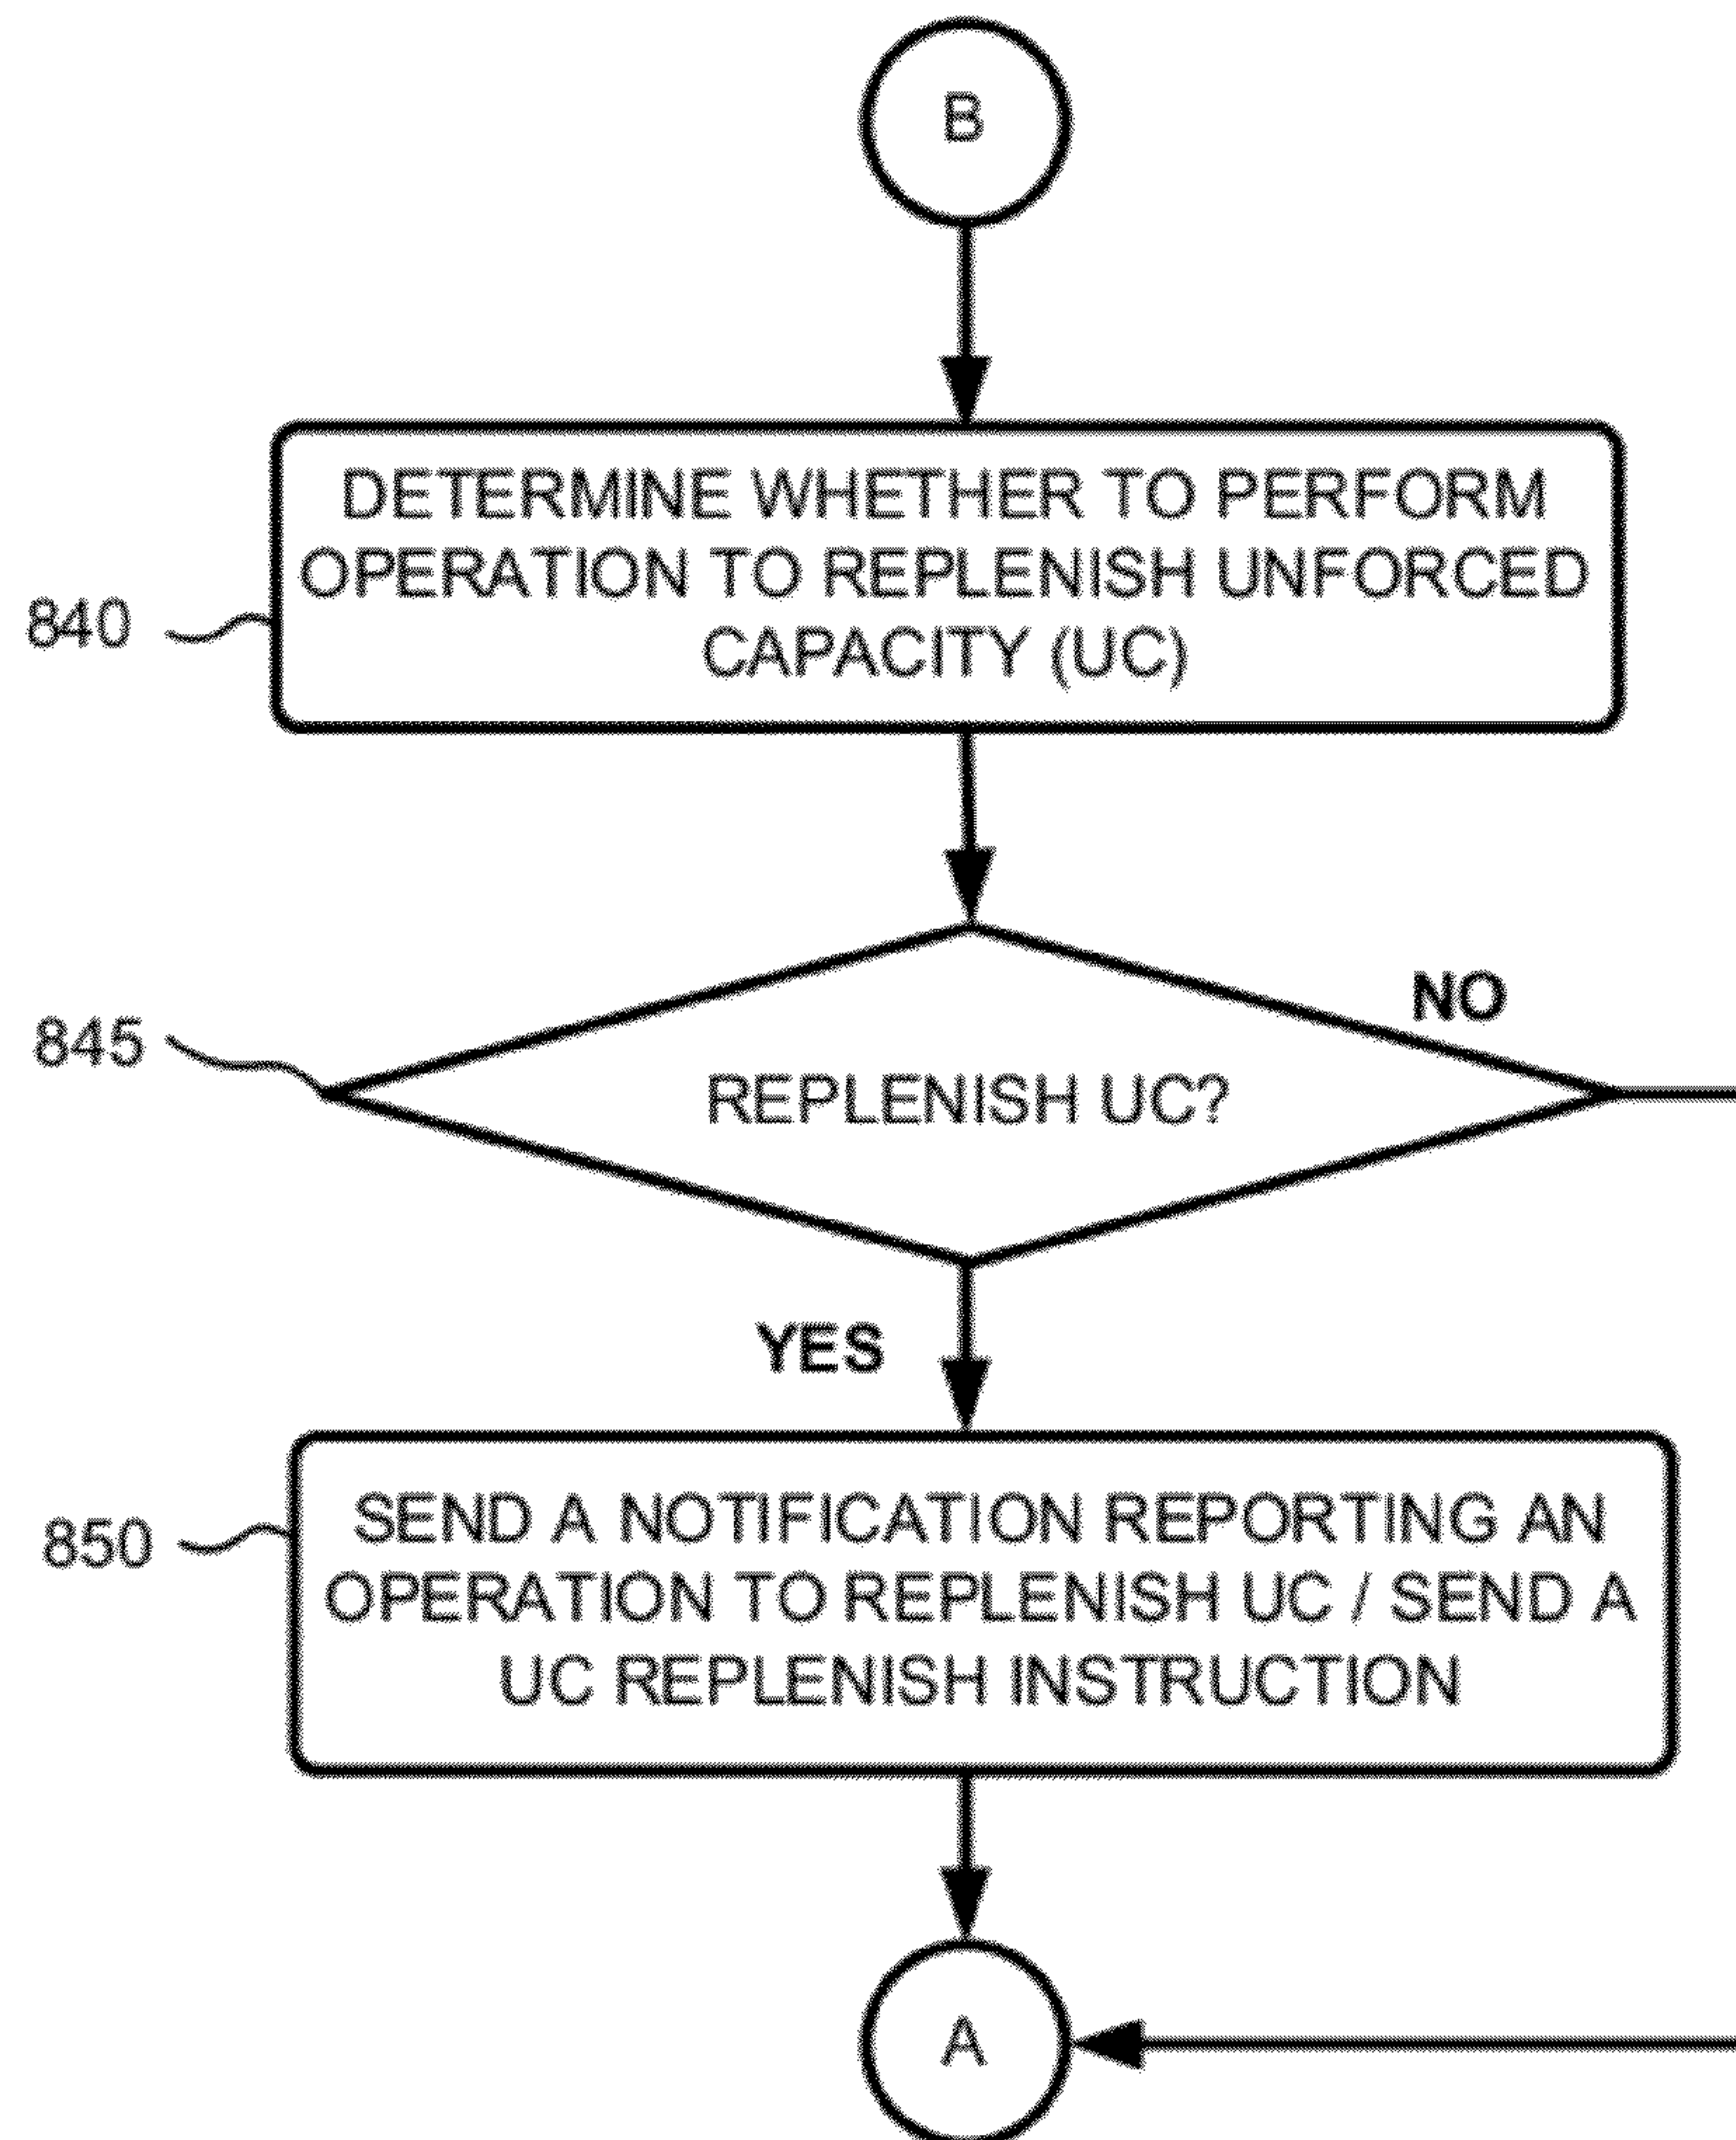 B
DETERMINE WHETHER TO PERFORM
OPERATION TO REPLENISH UNFORCED
CAPACITY (UC)
840
NO
845
REPLENISH UC?
YES
SEND A NOTIFICATION REPORTING AN
850
OPERATION TO REPLENISH UC / SEND A
UC REPLENISH INSTRUCTION
A